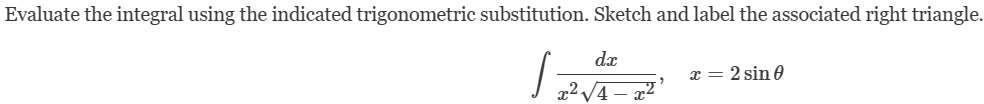 Evaluate the integral using the indicated trigonometric substitution. Sketch and label the associated right triangle.
∫ dx / (x²√(4 − x²)), x = 2 sin θ